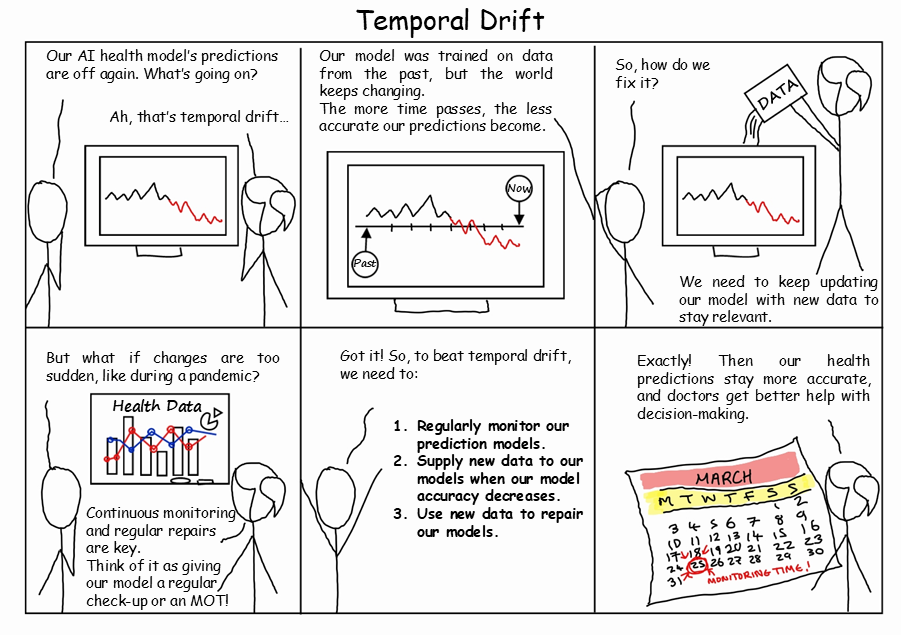 Temporal Drift
Our AI health model's predictions
are off again. What's going on?
Ah, that's temporal drift...
Our model was trained on data
from the past, but the world
keeps changing.
The more time passes, the less
accurate our predictions become.
Now
Past
So, how do we
fix it?
DATA
We need to keep updating
our model with new data to
stay relevant.
But what if changes are too
sudden, like during a pandemic?
Health Data
Continuous monitoring
and regular repairs
are key.
Think of it as giving
our model a regular
check-up or an MOT!
Got it! So, to beat temporal drift,
we need to:
1. Regularly monitor our
prediction models.
2. Supply new data to our
models when our model
accuracy decreases.
3. Use new data to repair
our models.
Exactly! Then our health
predictions stay more accurate,
and doctors get better help with
decision-making.
MARCH
M T W T F S S
1 2
3 4 5 6 7 8 9
10 11 12 13 14 15 16
17 18 19 20 21 22 23
24 25 26 27 28 29 30
31
MONITORING TIME!